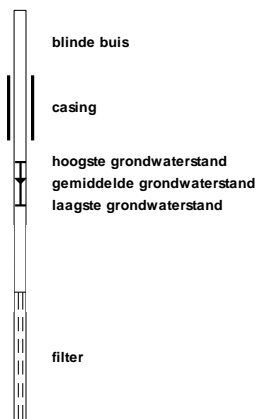 blinde buis
casing
hoogste grondwaterstand
gemiddelde grondwaterstand
laagste grondwaterstand
filter